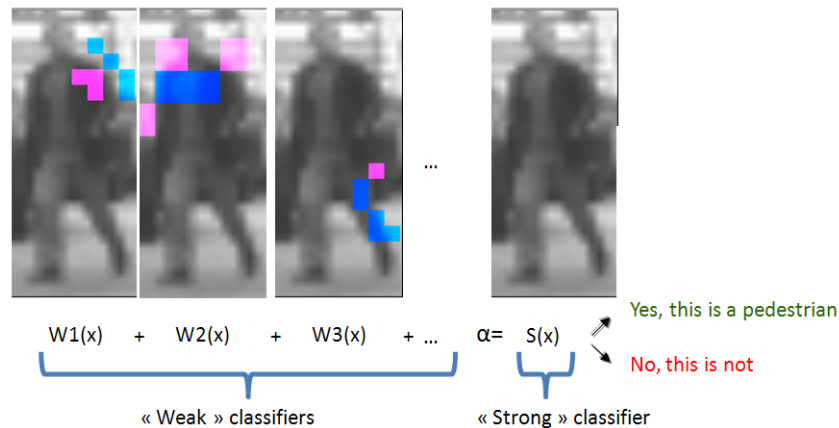 ...
W1(x) + W2(x) + W3(x) + ... α= S(x)
Yes, this is a pedestrian
No, this is not
« Weak » classifiers « Strong » classifier